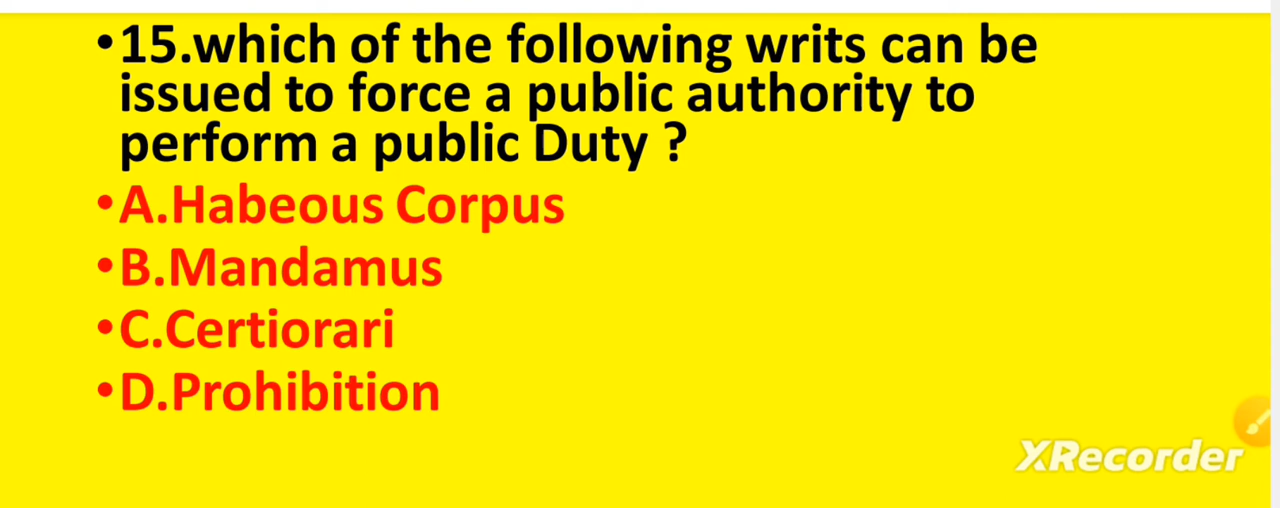 •15.which of the following writs can be
issued to force a public authority to
perform a public Duty ?
•A.Habeous Corpus
•B.Mandamus
•C.Certiorari
•D.Prohibition
XRecorder